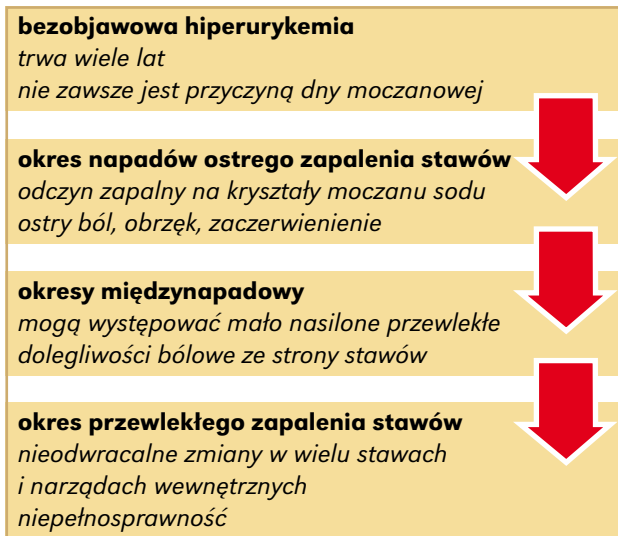 bezobjawowa hiperurykemia
trwa wiele lat
nie zawsze jest przyczyną dny moczanowej
okres napadów ostrego zapalenia stawów
odczyn zapalny na kryształy moczanu sodu
ostry ból, obrzęk, zaczerwienienie
okresy międzynapadowy
mogą występować mało nasilone przewlekłe
dolegliwości bólowe ze strony stawów
okres przewlekłego zapalenia stawów
nieodwracalne zmiany w wielu stawach
i narządach wewnętrznych
niepełnosprawność